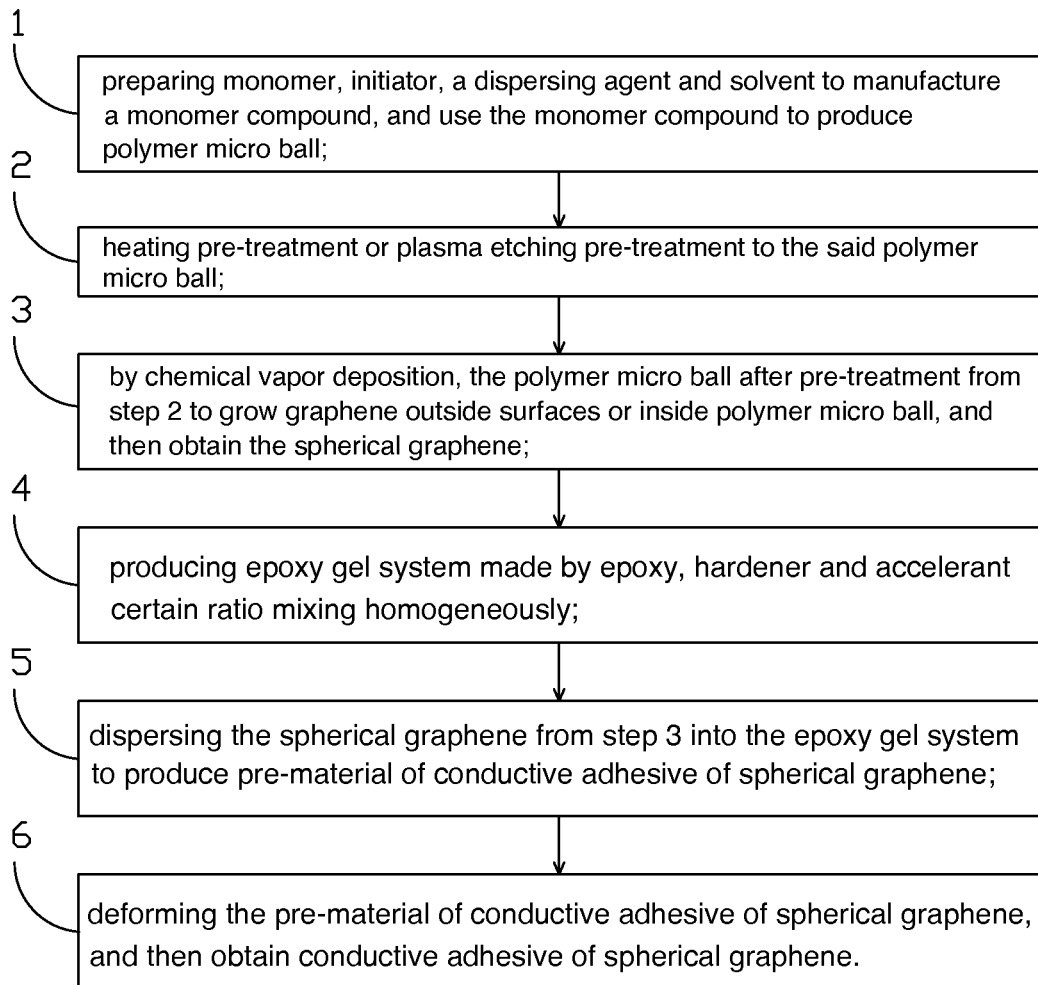 1
preparing monomer, initiator, a dispersing agent and solvent to manufacture
a monomer compound, and use the monomer compound to produce
polymer micro ball;
2
heating pre-treatment or plasma etching pre-treatment to the said polymer
micro ball;
3
by chemical vapor deposition, the polymer micro ball after pre-treatment from
step 2 to grow graphene outside surfaces or inside polymer micro ball, and
then obtain the spherical graphene;
4
producing epoxy gel system made by epoxy, hardener and accelerant
certain ratio mixing homogeneously;
5
dispersing the spherical graphene from step 3 into the epoxy gel system
to produce pre-material of conductive adhesive of spherical graphene;
6
deforming the pre-material of conductive adhesive of spherical graphene,
and then obtain conductive adhesive of spherical graphene.